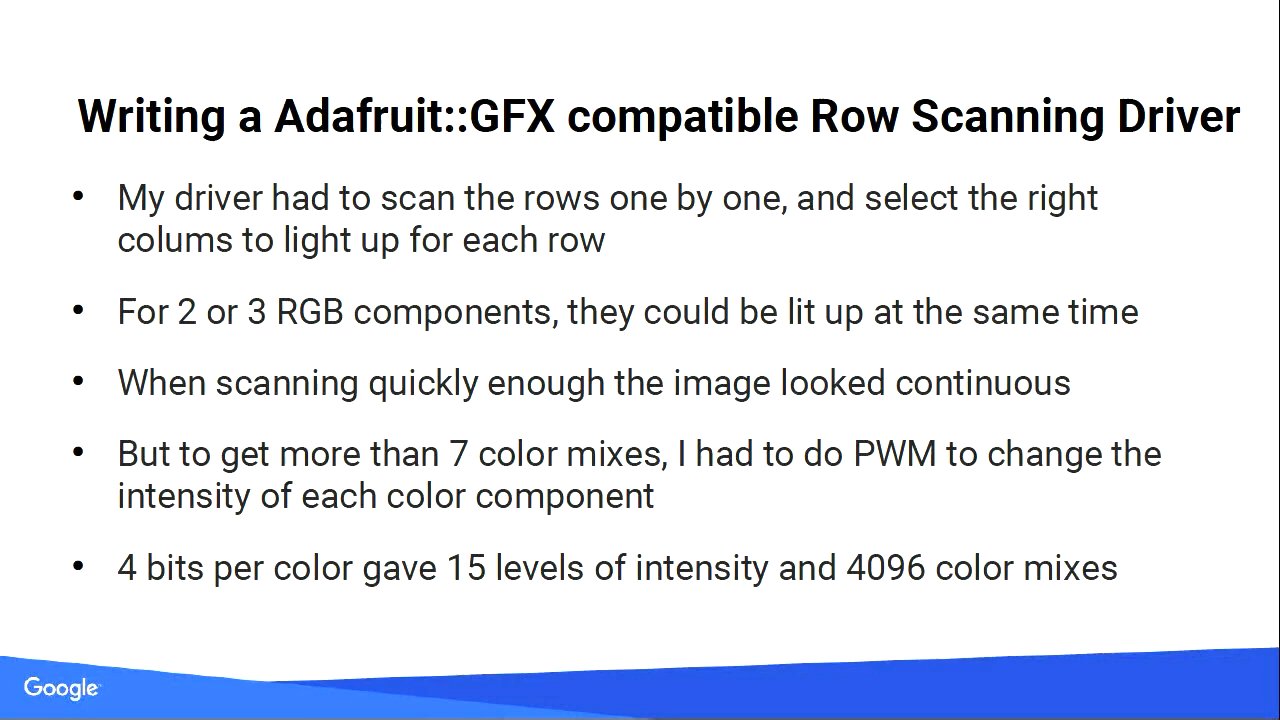 Writing a Adafruit::GFX compatible Row Scanning Driver
• My driver had to scan the rows one by one, and select the right
colums to light up for each row
• For 2 or 3 RGB components, they could be lit up at the same time
• When scanning quickly enough the image looked continuous
• But to get more than 7 color mixes, I had to do PWM to change the
intensity of each color component
• 4 bits per color gave 15 levels of intensity and 4096 color mixes
Google